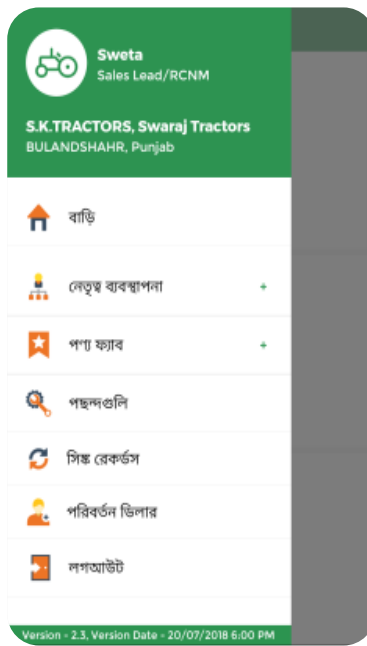 Sweta
Sales Lead/RCNM
S.K.TRACTORS, Swaraj Tractors
BULANDSHAHR, Punjab
বাড়ি
নেতৃত্ব ব্যবস্থাপনা +
পণ্য ফ্যাব +
পছন্দগুলি
সিঙ্ক রেকর্ডস
পরিবর্তন ডিলার
লগআউট
Version - 2.3, Version Date - 20/07/2018 6:00 PM